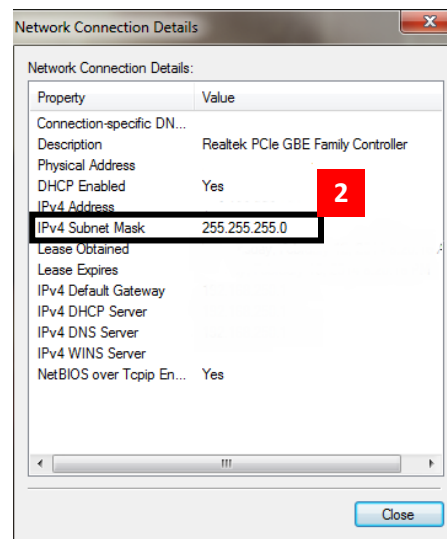 Network Connection Details
x
Network Connection Details:
Property Value
Connection-specific DN...
Description Realtek PCIe GBE Family Controller
Physical Address
DHCP Enabled Yes
2
IPv4 Address
IPv4 Subnet Mask 255.255.255.0
Lease Obtained
Lease Expires
IPv4 Default Gateway
IPv4 DHCP Server
IPv4 DNS Server
IPv4 WINS Server
NetBIOS over Tcpip En... Yes
Close